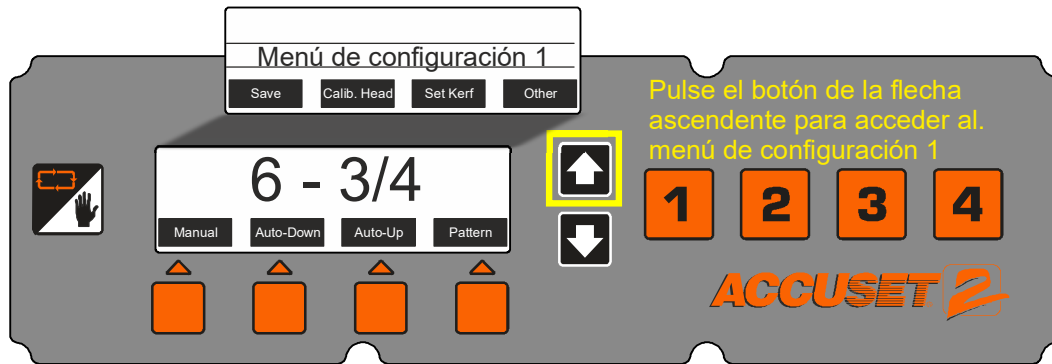 Menú de configuración 1
Save Calib. Head Set Kerf Other
Pulse el botón de la flecha
ascendente para acceder al.
menú de configuración 1
6 - 3/4
Manual Auto-Down Auto-Up Pattern
1 2 3 4
ACCUSET 2